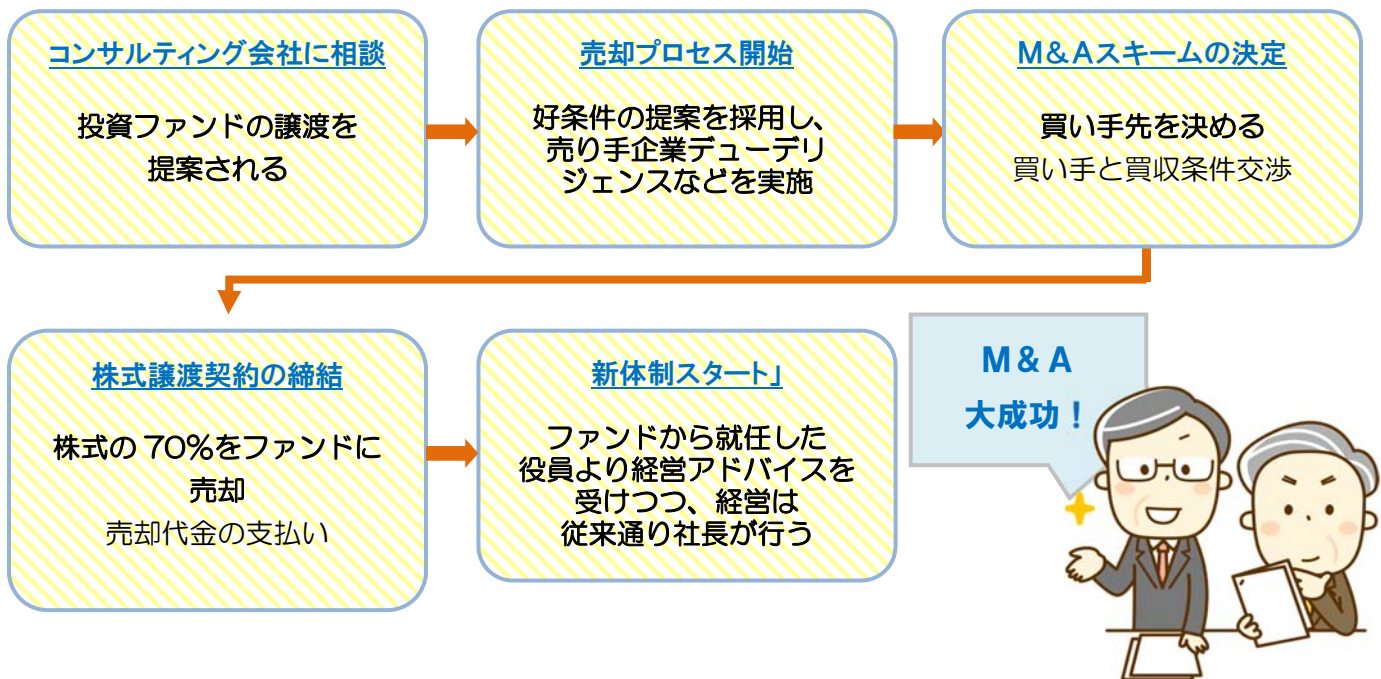 コンサルティング会社に相談
投資ファンドの譲渡を
提案される
売却プロセス開始
好条件の提案を採用し、
売り手企業デューデリ
ジェンスなどを実施
M&Aスキームの決定
買い手先を決める
買い手と買収条件交渉
株式譲渡契約の締結
株式の70%をファンドに
売却
売却代金の支払い
新体制スタート」
ファンドから就任した
役員より経営アドバイスを
受けつつ、経営は
従来通り社長が行う
M&A
大成功！